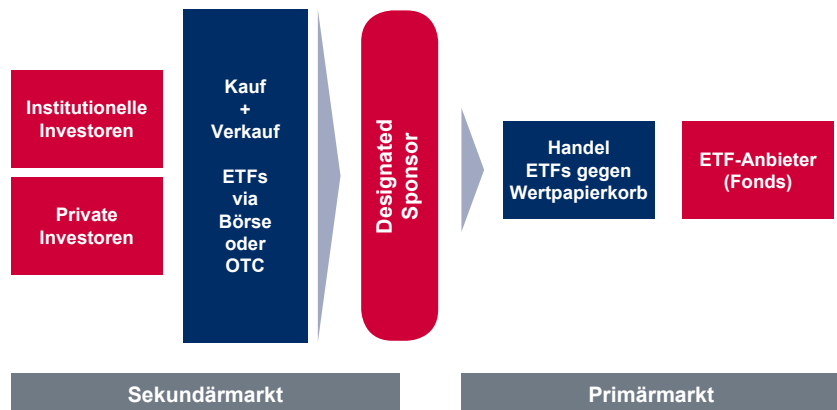 Institutionelle
Investoren
Private
Investoren
Kauf
+
Verkauf
ETFs
via
Börse
oder
OTC
Designated
Sponsor
Handel
ETFs gegen
Wertpapierkorb
ETF-Anbieter
(Fonds)
Sekundärmarkt
Primärmarkt